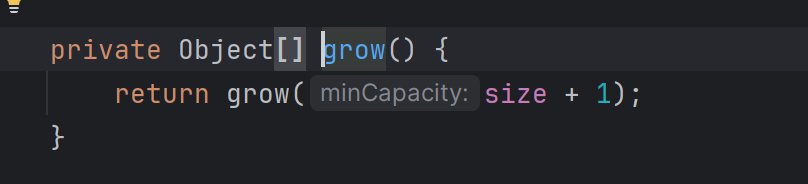 private Object[] grow() {
return grow( minCapacity: size + 1);
}